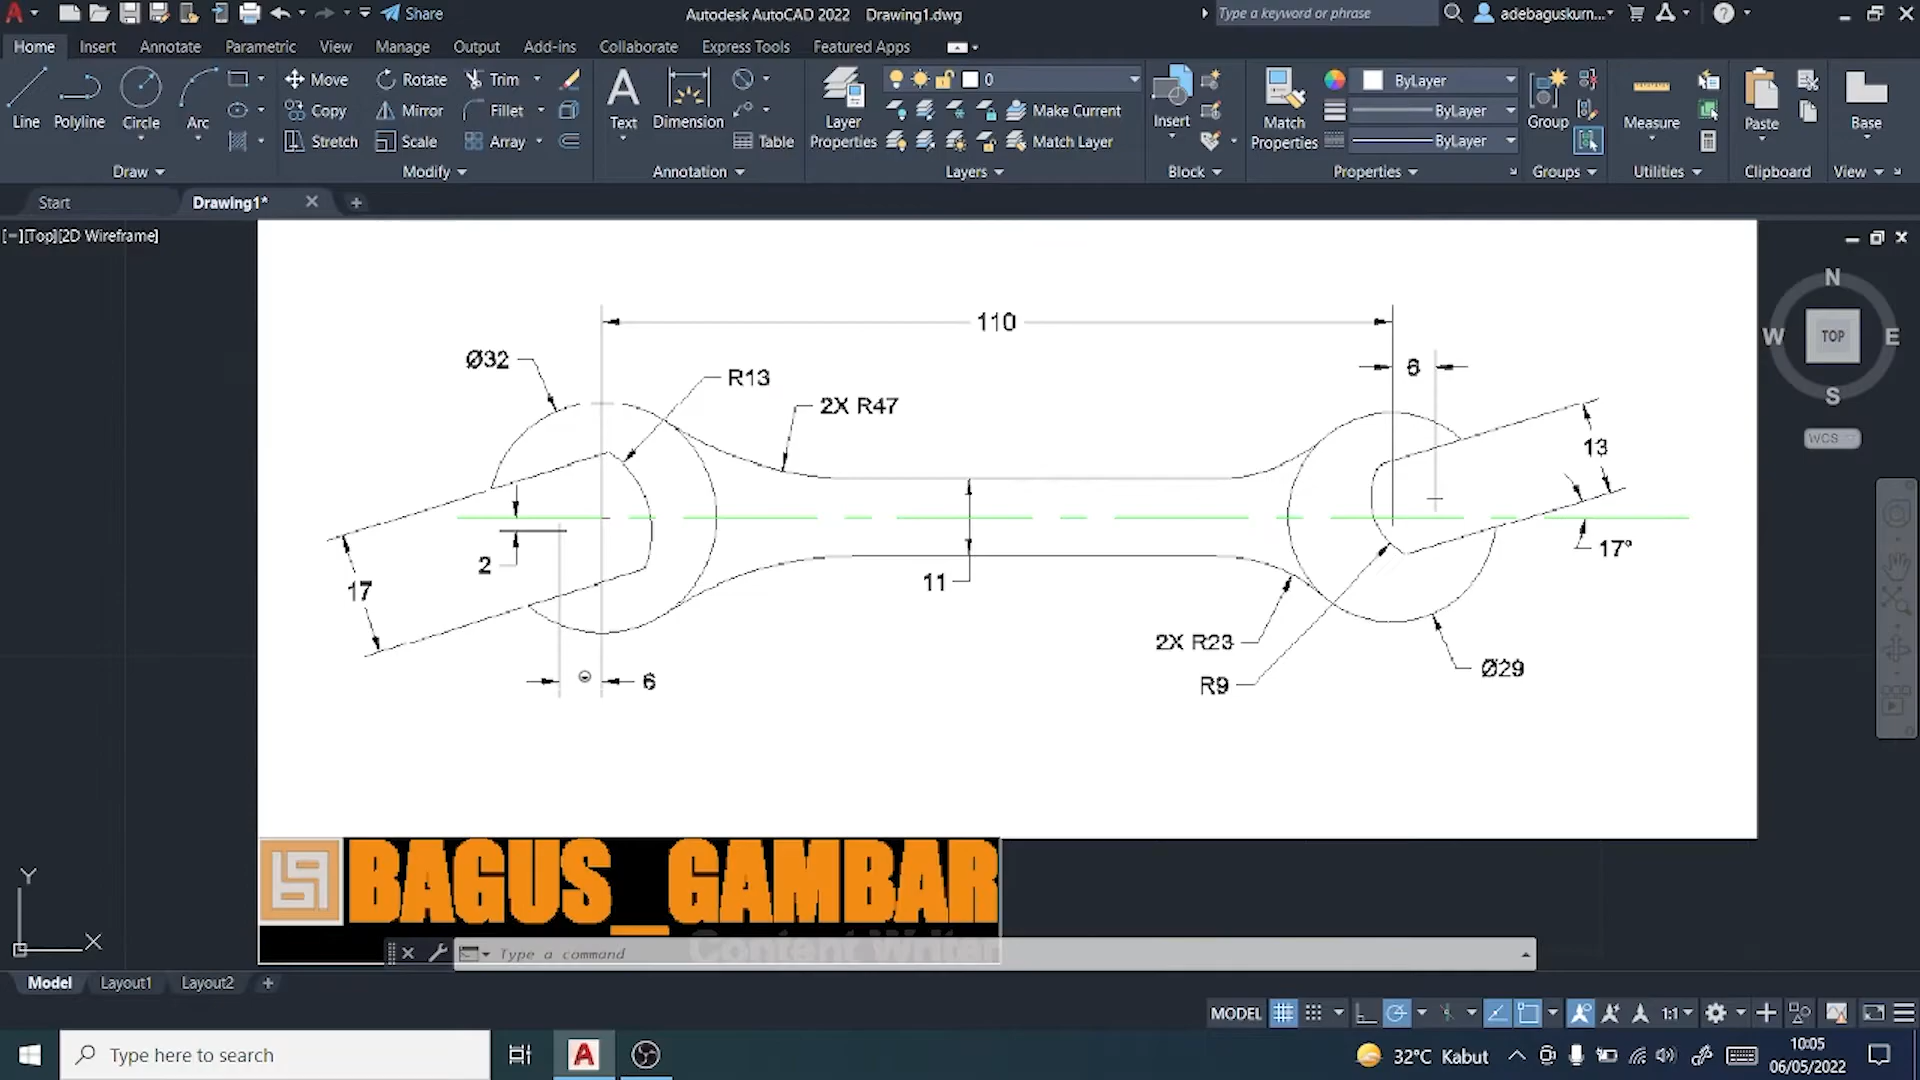 Share
Autodesk AutoCAD 2022 Drawing1.dwg
Type a keyword or phrase
adebaguskurn...
Home Insert Annotate Parametric View Manage Output Add-ins Collaborate Express Tools Featured Apps
Line Polyline Circle Arc
Move Rotate Trim
Copy Mirror Fillet
Stretch Scale Array
Text Dimension Table
Layer Properties
0
Make Current
Match Layer
Insert
Match Properties
ByLayer
ByLayer
ByLayer
Group Measure Paste Base
Draw Modify Annotation Layers Block Properties Groups Utilities Clipboard View
Start Drawing1*
[−][Top][2D Wireframe]
N
W TOP E
S
WCS
110
Ø32
R13
2X R47
6
13
17°
2
17
11
6
2X R23
R9
Ø29
BAGUS_GAMBAR
Content Writer
Y
X
Type a command
Model Layout1 Layout2
MODEL 1:1
Type here to search
32°C Kabut
10:05
06/05/2022